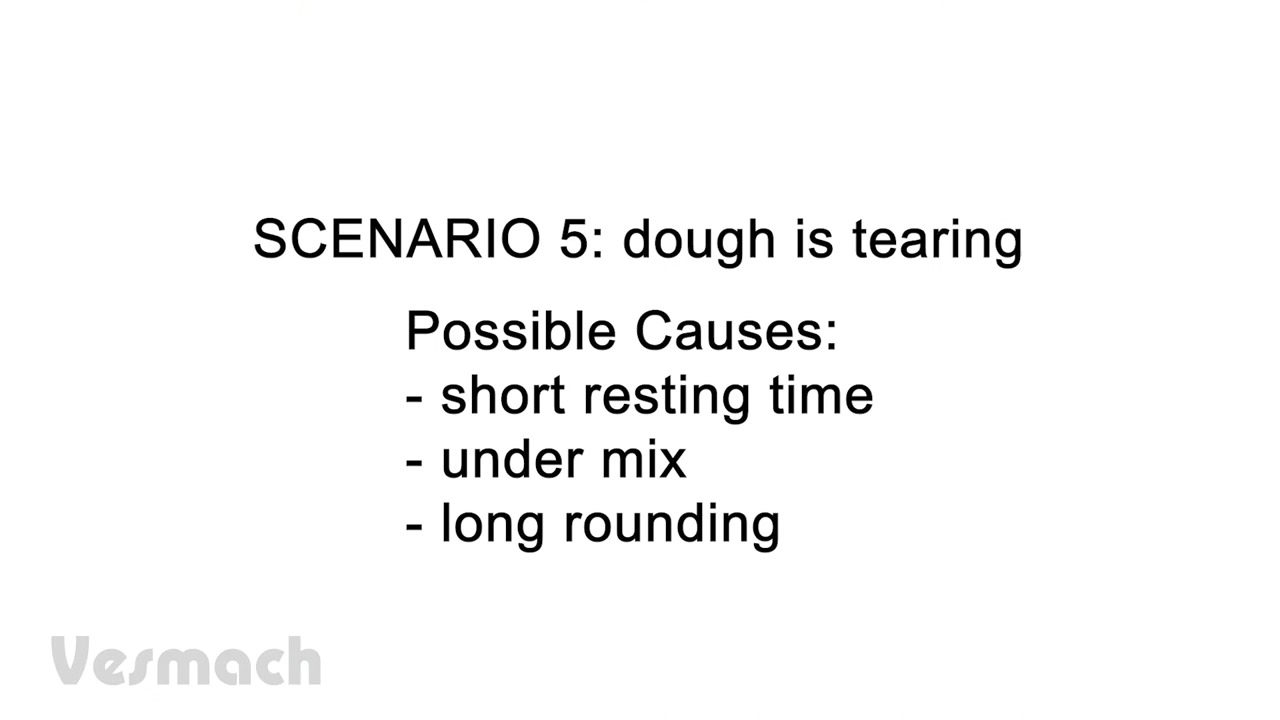 SCENARIO 5: dough is tearing
Possible Causes:
- short resting time
- under mix
- long rounding
Vesmach